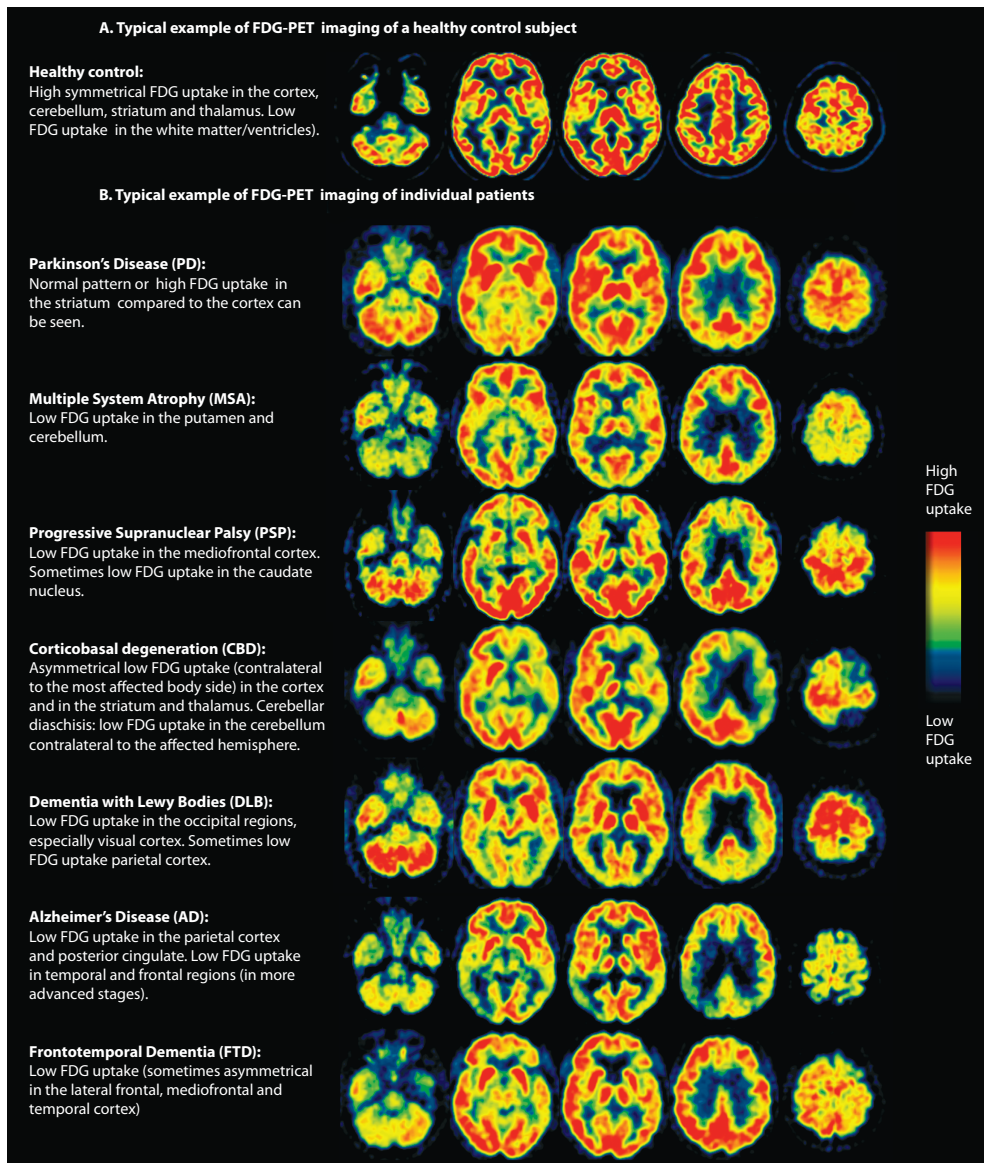 A. Typical example of FDG-PET imaging of a healthy control subject
Healthy control:
High symmetrical FDG uptake in the cortex,
cerebellum, striatum and thalamus. Low
FDG uptake in the white matter/ventricles).
B. Typical example of FDG-PET imaging of individual patients
Parkinson's Disease (PD):
Normal pattern or high FDG uptake in
the striatum compared to the cortex can
be seen.
Multiple System Atrophy (MSA):
Low FDG uptake in the putamen and
cerebellum.
Progressive Supranuclear Palsy (PSP):
Low FDG uptake in the mediofrontal cortex.
Sometimes low FDG uptake in the caudate
nucleus.
Corticobasal degeneration (CBD):
Asymmetrical low FDG uptake (contralateral
to the most affected body side) in the cortex
and in the striatum and thalamus. Cerebellar
diaschisis: low FDG uptake in the cerebellum
contralateral to the affected hemisphere.
Dementia with Lewy Bodies (DLB):
Low FDG uptake in the occipital regions,
especially visual cortex. Sometimes low
FDG uptake parietal cortex.
Alzheimer's Disease (AD):
Low FDG uptake in the parietal cortex
and posterior cingulate. Low FDG uptake
in temporal and frontal regions (in more
advanced stages).
Frontotemporal Dementia (FTD):
Low FDG uptake (sometimes asymmetrical
in the lateral frontal, mediofrontal and
temporal cortex)
High
FDG
uptake
Low
FDG
uptake